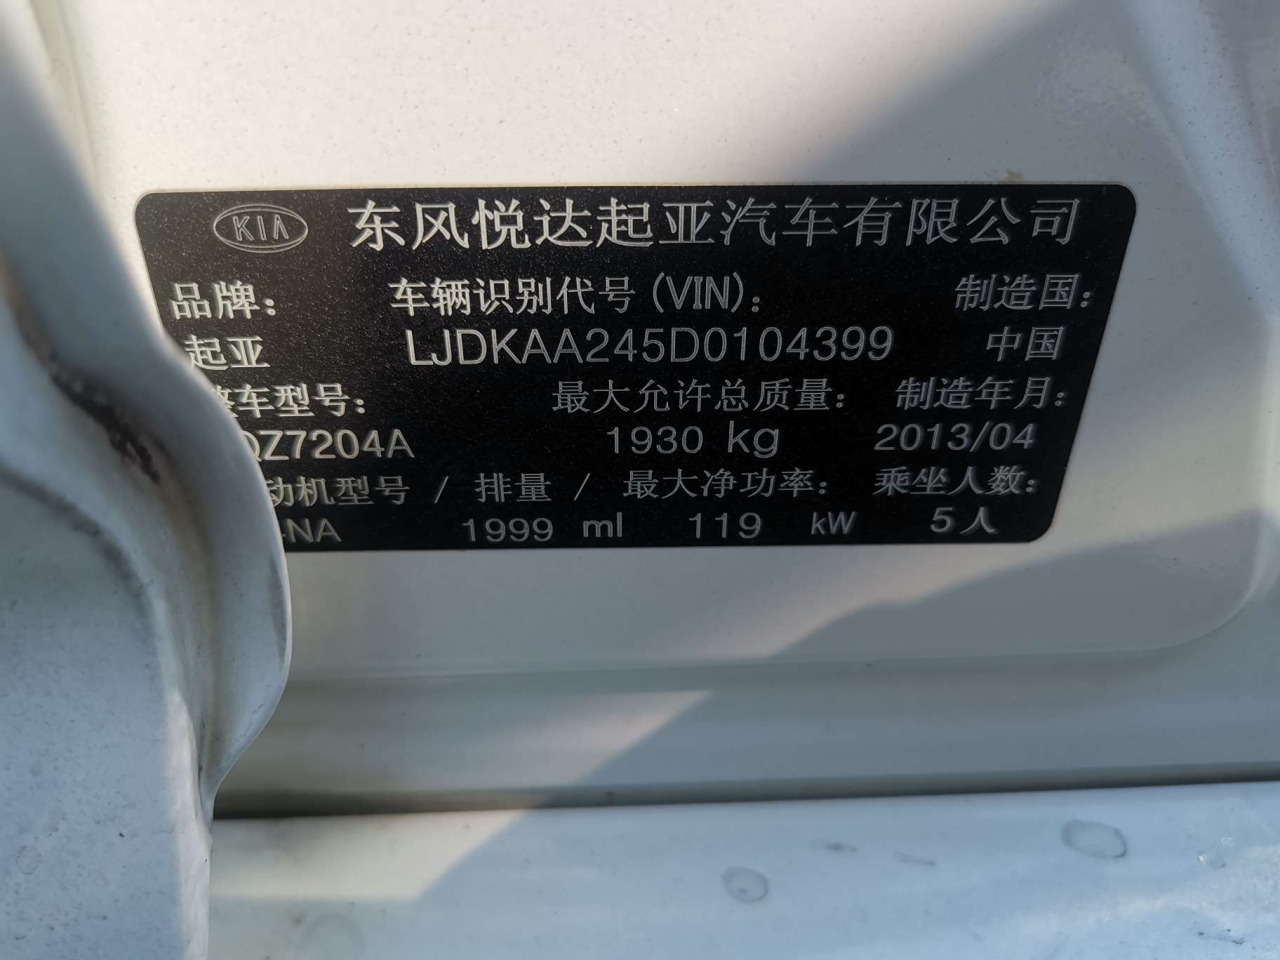 KIA 东风悦达起亚汽车有限公司
品牌： 车辆识别代号(VIN)： 制造国：
起亚 LJDKAA245D0104399 中国
整车型号： 最大允许总质量： 制造年月：
QZ7204A 1930 kg 2013/04
动机型号 / 排量 / 最大净功率： 乘坐人数：
-NA 1999 ml 119 kW 5人